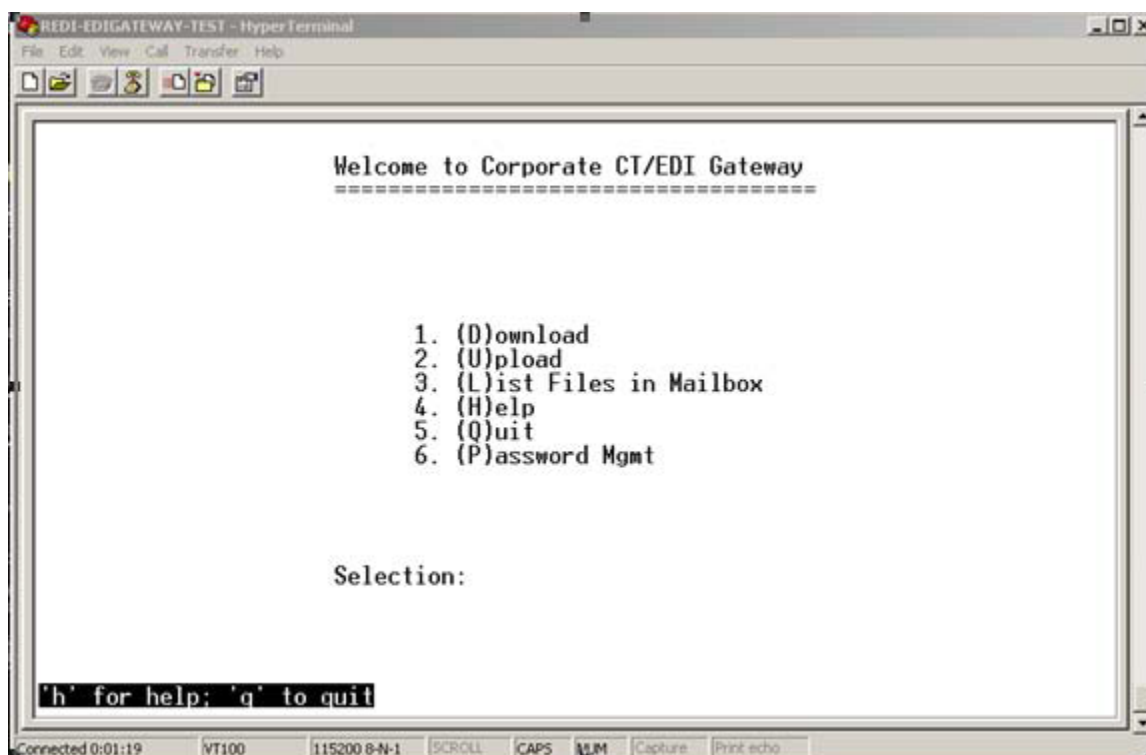 REDI-EDIGATEWAY-TEST - HyperTerminal
File Edit View Call Transfer Help
Welcome to Corporate CT/EDI Gateway
====================================
1. (D)ownload
2. (U)pload
3. (L)ist Files in Mailbox
4. (H)elp
5. (Q)uit
6. (P)assword Mgmt
Selection:
'h' for help; 'q' to quit
Connected 0:01:19 VT100 115200 8-N-1 SCROLL CAPS NUM Capture Print echo